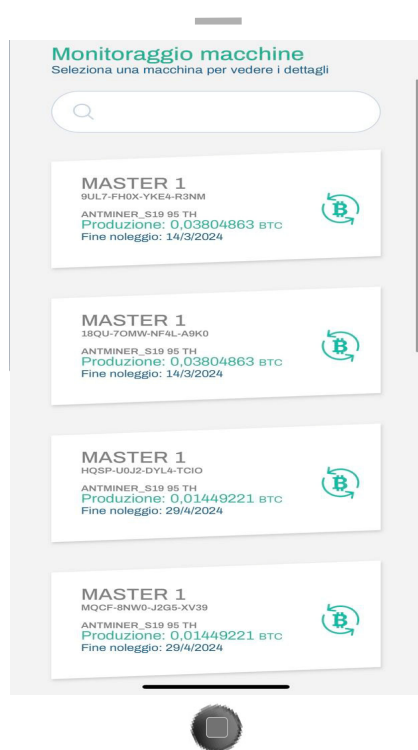 Monitoraggio macchine
Seleziona una macchina per vedere i dettagli
MASTER 1
9UL7-FH0X-YKE4-R3NM
ANTMINER_S19 95 TH
Produzione: 0,03804863 BTC
Fine noleggio: 14/3/2024
MASTER 1
18QU-7OMW-NF4L-A9K0
ANTMINER_S19 95 TH
Produzione: 0,03804863 BTC
Fine noleggio: 14/3/2024
MASTER 1
HQSP-U0J2-DYL4-TCIO
ANTMINER_S19 95 TH
Produzione: 0,01449221 BTC
Fine noleggio: 29/4/2024
MASTER 1
MQCF-8NW0-J2G5-XV39
ANTMINER_S19 95 TH
Produzione: 0,01449221 BTC
Fine noleggio: 29/4/2024